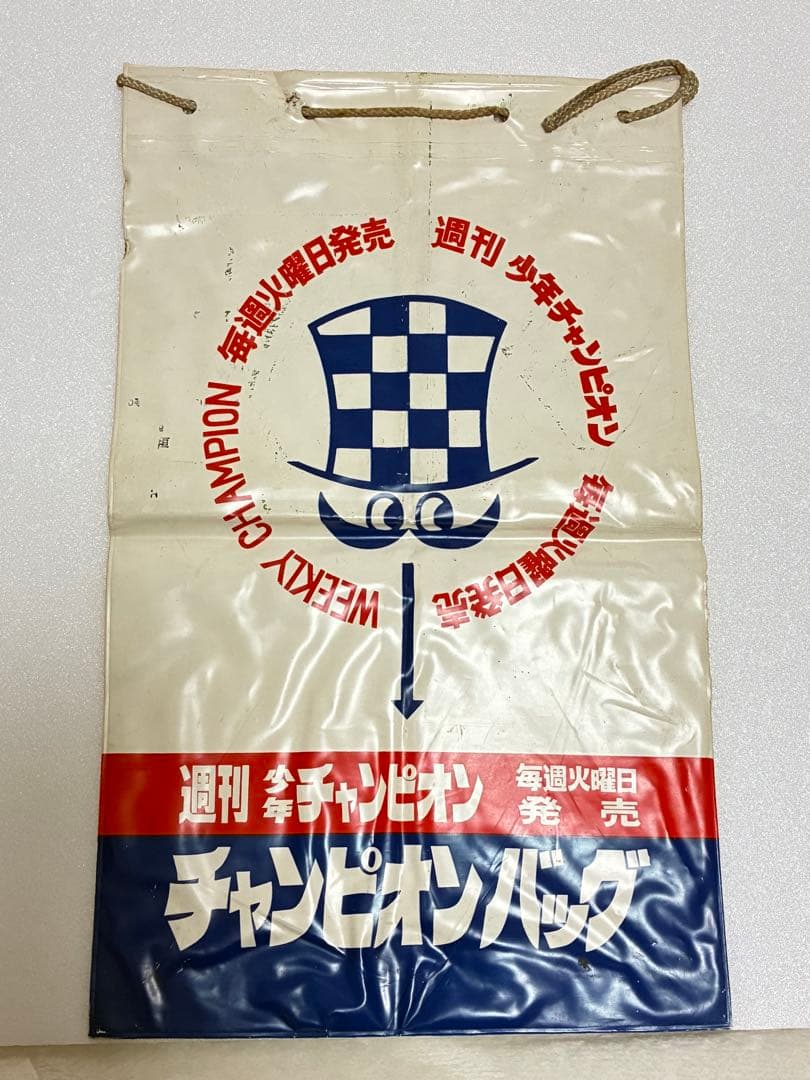 週刊 少年チャンピオン
毎週火曜日発売
WEEKLY CHAMPION
毎週火曜日発売
週刊 少年 チャンピオン 毎週火曜日発売
チャンピオンバッグ